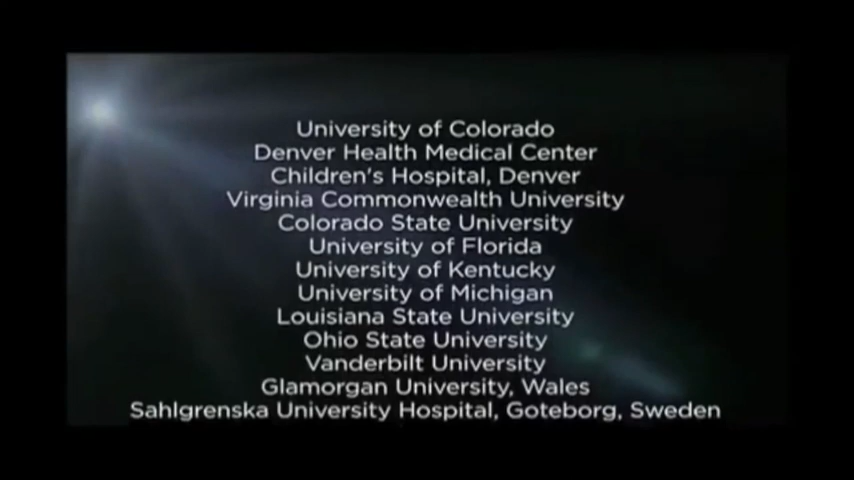 University of Colorado
Denver Health Medical Center
Children's Hospital, Denver
Virginia Commonwealth University
Colorado State University
University of Florida
University of Kentucky
University of Michigan
Louisiana State University
Ohio State University
Vanderbilt University
Glamorgan University, Wales
Sahlgrenska University Hospital, Goteborg, Sweden